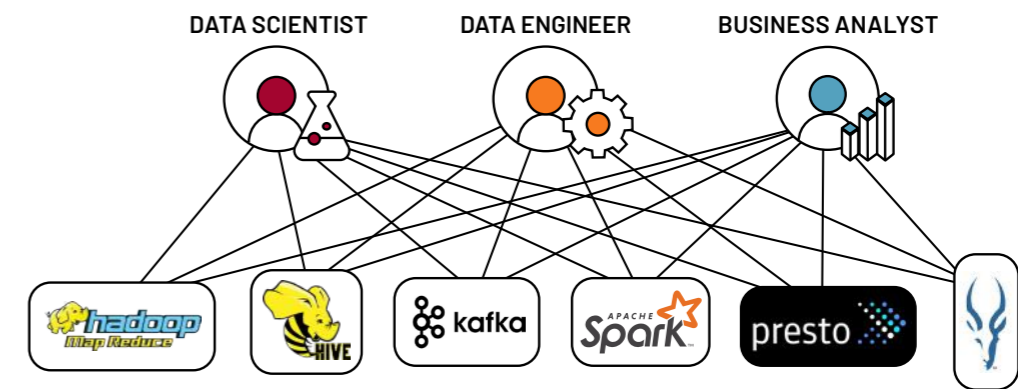 DATA SCIENTIST
DATA ENGINEER
BUSINESS ANALYST
hadoop
Map Reduce
HIVE
kafka
APACHE
Spark
presto